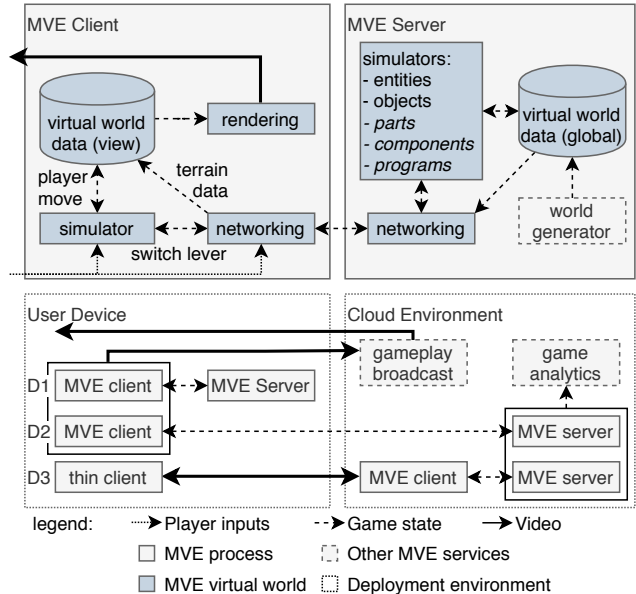 MVE Client
virtual world
data (view)
rendering
player
move
terrain
data
simulator
networking
switch lever
MVE Server
simulators:
- entities
- objects
- parts
- components
- programs
virtual world
data (global)
networking
world
generator
User Device
Cloud Environment
gameplay
broadcast
game
analytics
D1
MVE client
MVE Server
D2
MVE client
MVE server
D3
thin client
MVE client
MVE server
legend:
Player inputs
Game state
Video
MVE process
Other MVE services
MVE virtual world
Deployment environment